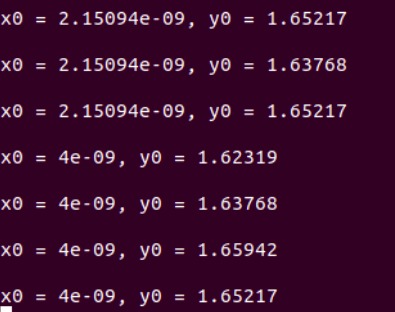 x0 = 2.15094e-09, y0 = 1.65217
x0 = 2.15094e-09, y0 = 1.63768
x0 = 2.15094e-09, y0 = 1.65217
x0 = 4e-09, y0 = 1.62319
x0 = 4e-09, y0 = 1.63768
x0 = 4e-09, y0 = 1.65942
x0 = 4e-09, y0 = 1.65217